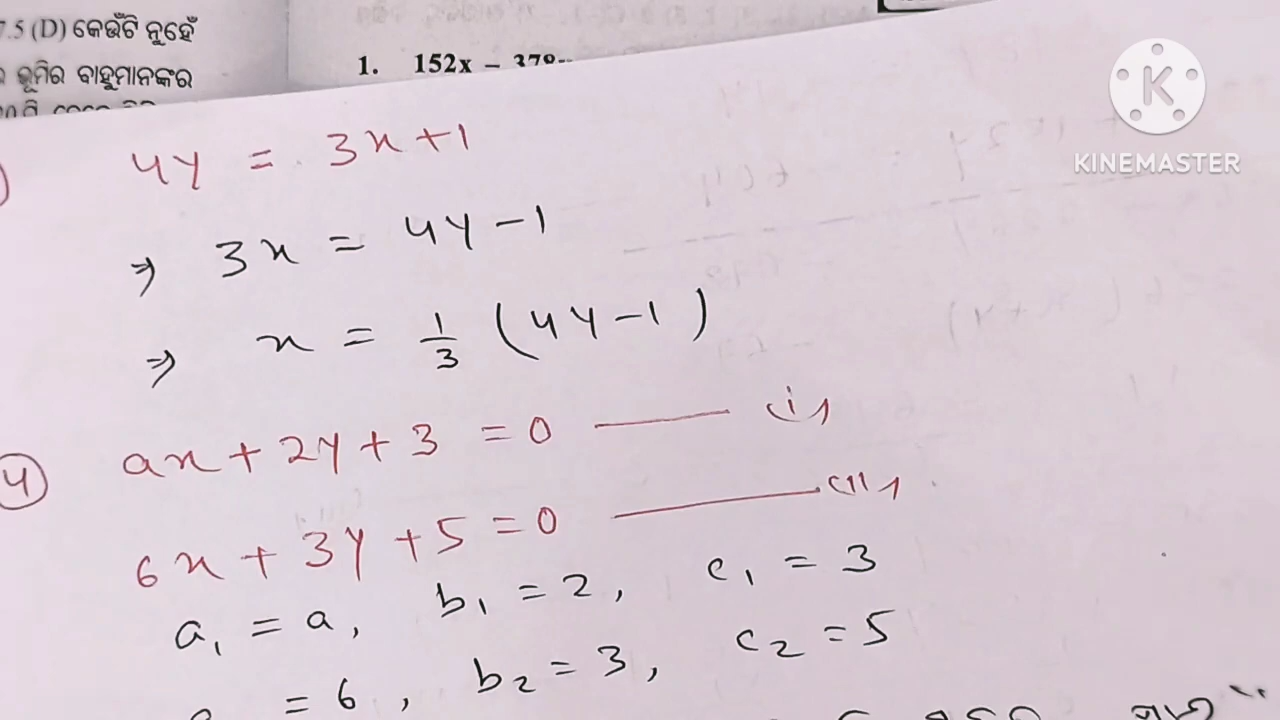 7.5 (D) କେଉଁଟି ନୁହେଁ
ଭୂମିର ବାହୁମାନଙ୍କର
1. 152x – 378
KINEMASTER
4y = 3x+1
⇒ 3x = 4y-1
⇒ x = 1/3 (4y-1)
4 ax+2y+3 = 0 —— (i)
6x+3y+5 = 0 —— (ii)
a₁ = a, b₁ = 2, c₁ = 3
= 6, b₂ = 3, c₂ = 5